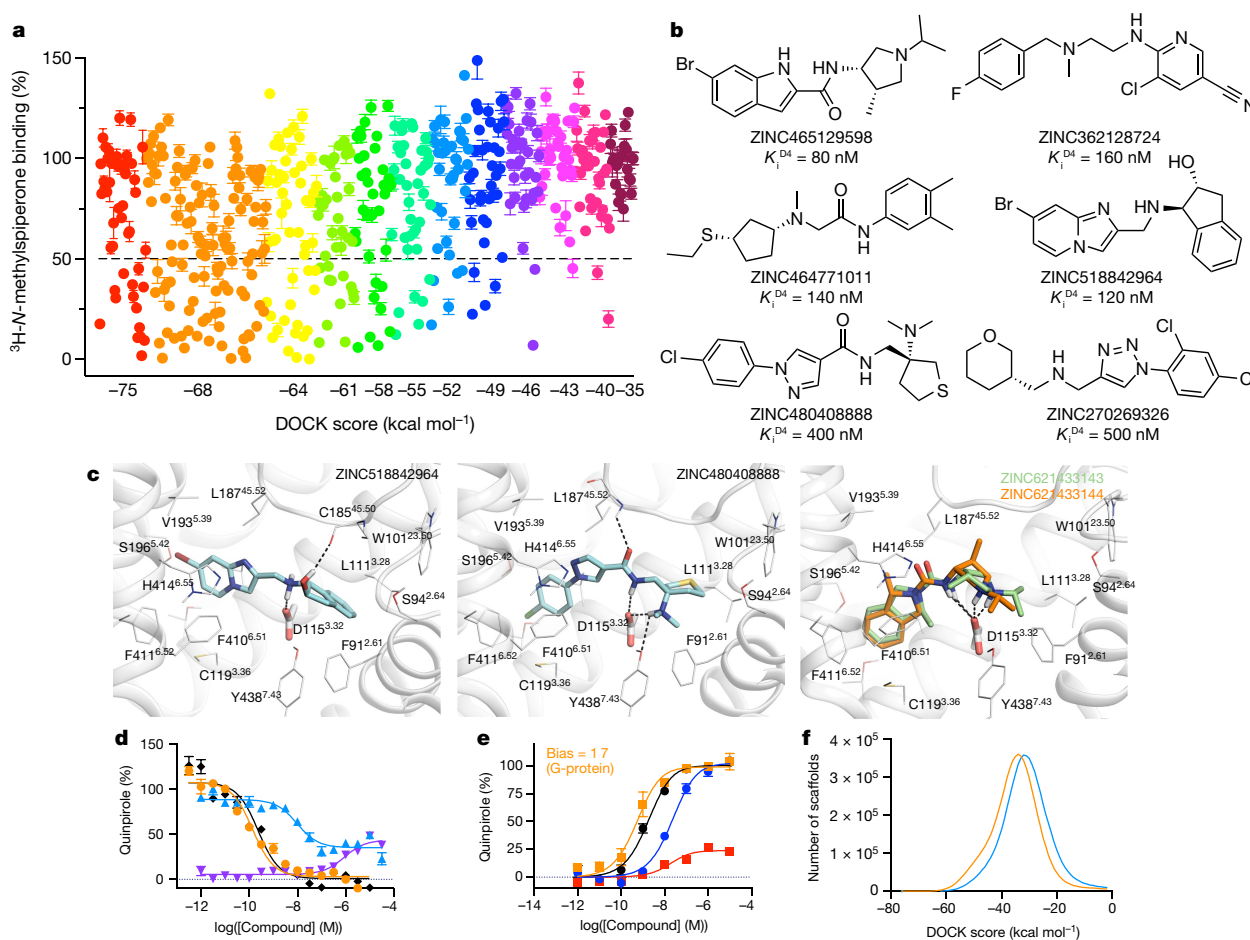 a
150
100
50
0
³H-N-methylspiperone binding (%)
−75
−68
−64
−61
−58
−55
−52
−49
−46
−43
−40
−35
DOCK score (kcal mol⁻¹)
b
Br
H
N
O
H
N
N
ZINC465129598
Kᵢᴰ⁴ = 80 nM
F
N
H
N
N
Cl
N
ZINC362128724
Kᵢᴰ⁴ = 160 nM
S
N
O
N
H
ZINC464771011
Kᵢᴰ⁴ = 140 nM
HO
Br
N
N
HN
ZINC518842964
Kᵢᴰ⁴ = 120 nM
Cl
N
N
O
N
H
N
S
ZINC480408888
Kᵢᴰ⁴ = 400 nM
O
H
N
N
N
N
Cl
ZINC270269326
Kᵢᴰ⁴ = 500 nM
c
ZINC518842964
L187⁴⁵·⁵²
C185⁴⁵·⁵⁰
V193⁵·³⁹
W101²³·⁵⁰
S196⁵·⁴²
H414⁶·⁵⁵
L111³·²⁸
S94²·⁶⁴
D115³·³²
F410⁶·⁵¹
F91²·⁶¹
F411⁶·⁵²
C119³·³⁶
Y438⁷·⁴³
ZINC480408888
L187⁴⁵·⁵²
V193⁵·³⁹
W101²³·⁵⁰
S196⁵·⁴²
H414⁶·⁵⁵
L111³·²⁸
S94²·⁶⁴
D115³·³²
F410⁶·⁵¹
F91²·⁶¹
F411⁶·⁵²
C119³·³⁶
Y438⁷·⁴³
ZINC621433143
ZINC621433144
V193⁵·³⁹
L187⁴⁵·⁵²
W101²³·⁵⁰
H414⁶·⁵⁵
S196⁵·⁴²
L111³·²⁸
S94²·⁶⁴
D115³·³²
F410⁶·⁵¹
F91²·⁶¹
F411⁶·⁵²
C119³·³⁶
Y438⁷·⁴³
d
150
100
50
0
Quinpirole (%)
−12
−10
−8
−6
−4
log([Compound] (M))
e
Bias = 17
(G-protein)
100
75
50
25
0
Quinpirole (%)
−14
−12
−10
−8
−6
−4
log([Compound] (M))
f
4 × 10⁵
3 × 10⁵
2 × 10⁵
1 × 10⁵
0
Number of scaffolds
−80
−60
−40
−20
0
DOCK score (kcal mol⁻¹)